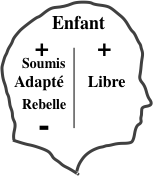 Enfant
+ +
Soumis
Adapté Libre
Rebelle
-